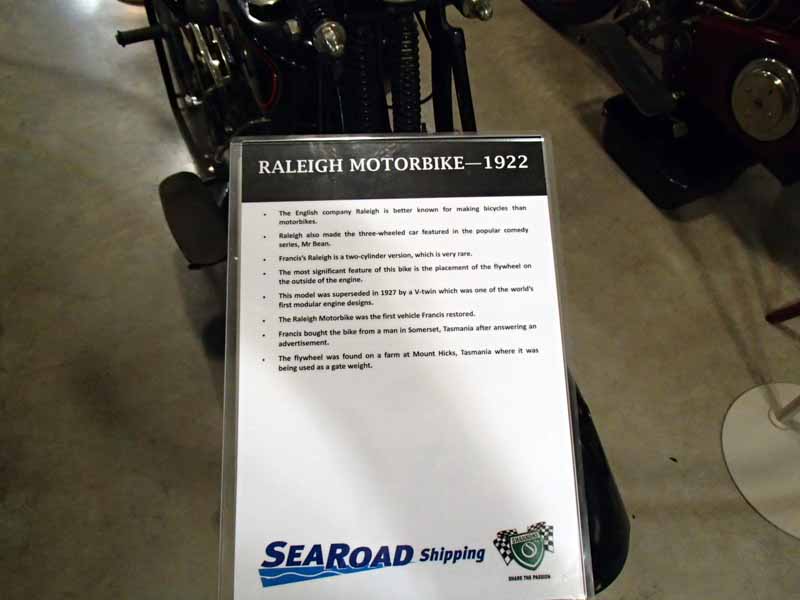 RALEIGH MOTORBIKE—1922
• The English company Raleigh is better known for making bicycles than
motorbikes.
• Raleigh also made the three-wheeled car featured in the popular comedy
series, Mr Bean.
• Francis's Raleigh is a two-cylinder version, which is very rare.
• The most significant feature of this bike is the placement of the flywheel on
the outside of the engine.
• This model was superseded in 1927 by a V-twin which was one of the world's
first modular engine designs.
• The Raleigh Motorbike was the first vehicle Francis restored.
• Francis bought the bike from a man in Somerset, Tasmania after answering an
advertisement.
• The flywheel was found on a farm at Mount Hicks, Tasmania where it was
being used as a gate weight.
SEAROAD Shipping
SHANNONS
SHARE THE PASSION